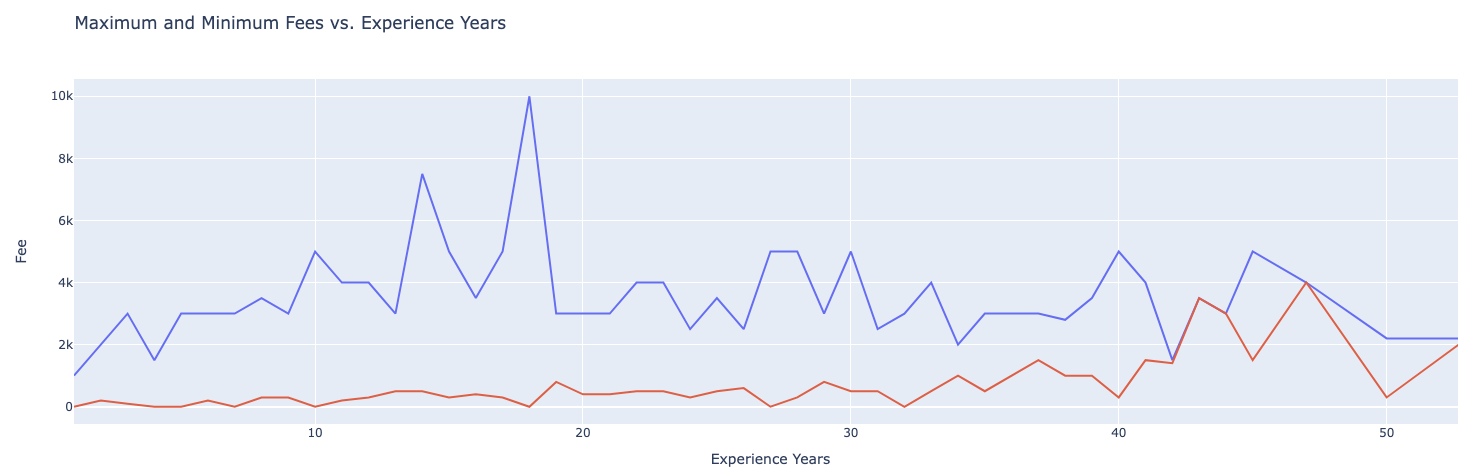 Maximum and Minimum Fees vs. Experience Years
10k
8k
6k
4k
2k
0
Fee
10
20
30
40
50
Experience Years